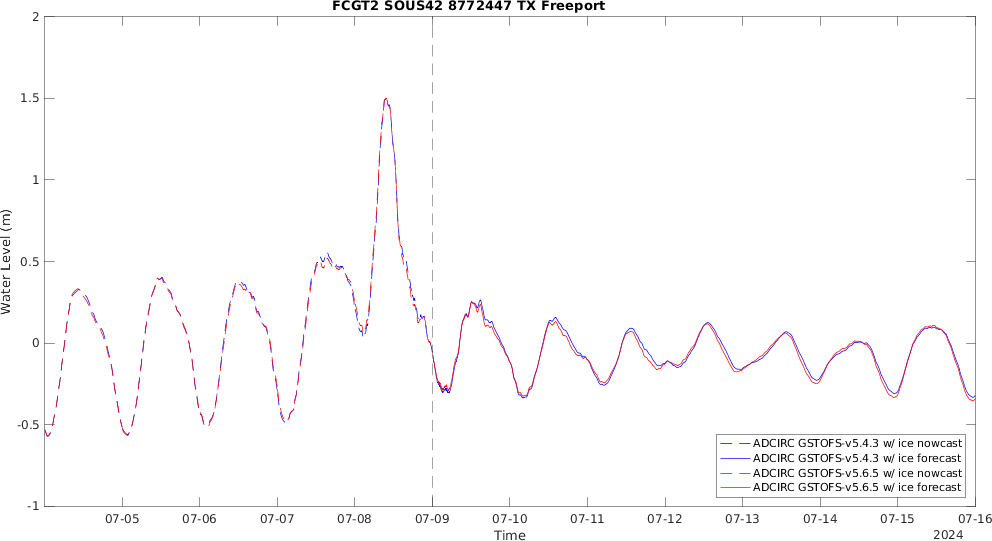 FCGT2 SOUS42 8772447 TX Freeport
2
1.5
1
0.5
0
-0.5
-1
Water Level (m)
07-05 07-06 07-07 07-08 07-09 07-10 07-11 07-12 07-13 07-14 07-15 07-16
Time
2024
ADCIRC GSTOFS-v5.4.3 w/ ice nowcast
ADCIRC GSTOFS-v5.4.3 w/ ice forecast
ADCIRC GSTOFS-v5.6.5 w/ ice nowcast
ADCIRC GSTOFS-v5.6.5 w/ ice forecast